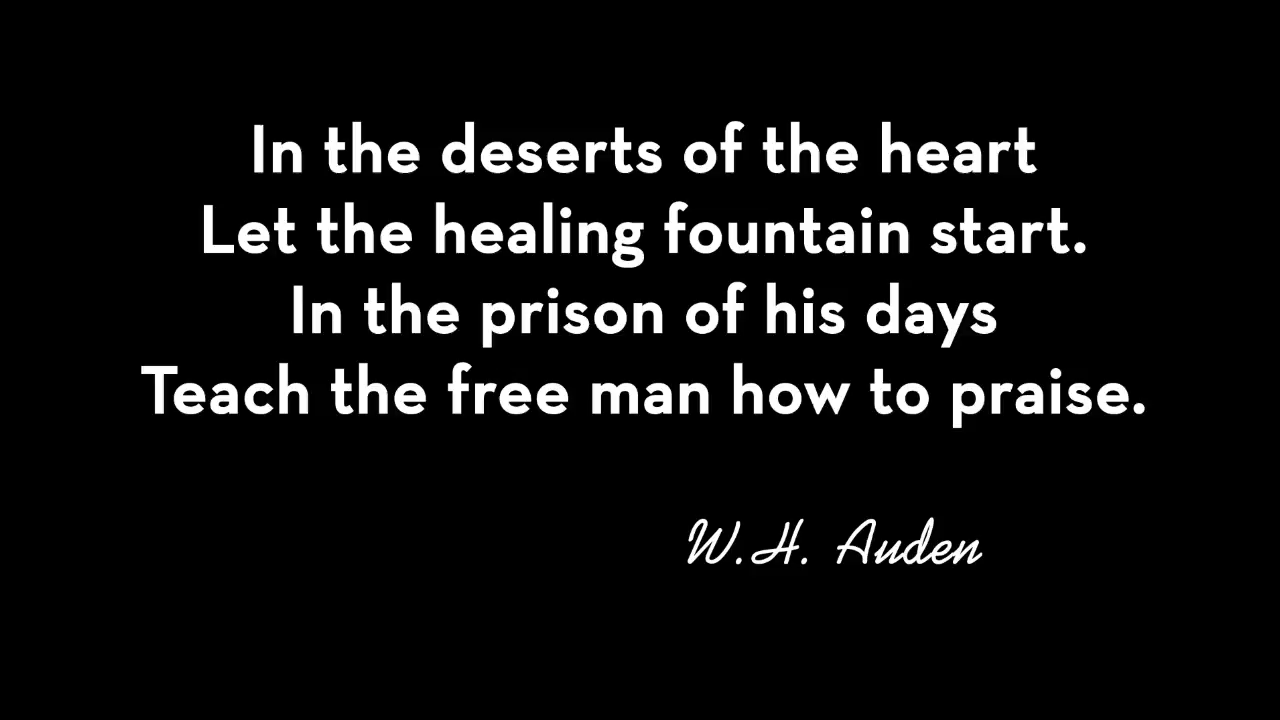 In the deserts of the heart
Let the healing fountain start.
In the prison of his days
Teach the free man how to praise.
W.H. Auden